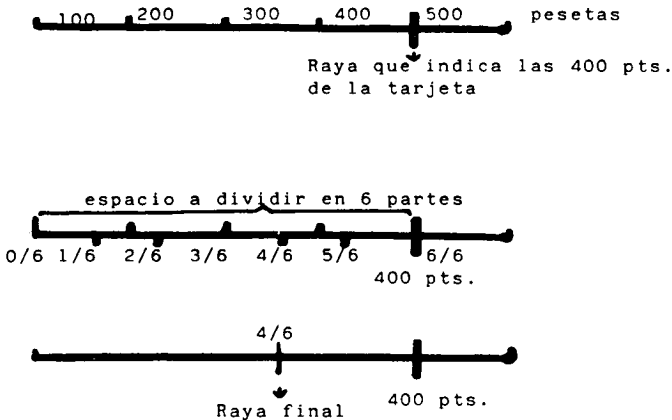 100 200 300 400 500 pesetas
Raya que indica las 400 pts.
de la tarjeta
espacio a dividir en 6 partes
0/6 1/6 2/6 3/6 4/6 5/6 6/6
400 pts.
4/6
400 pts.
Raya final